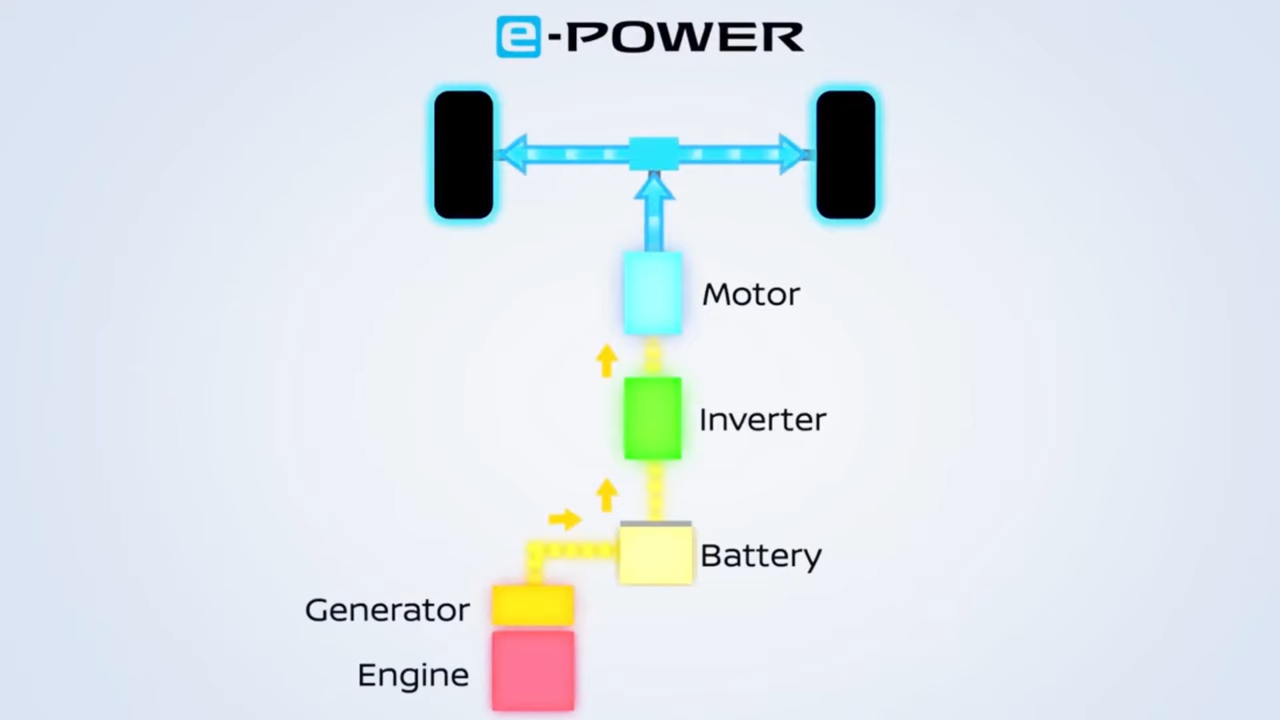 e-POWER
Motor
Inverter
Battery
Generator
Engine